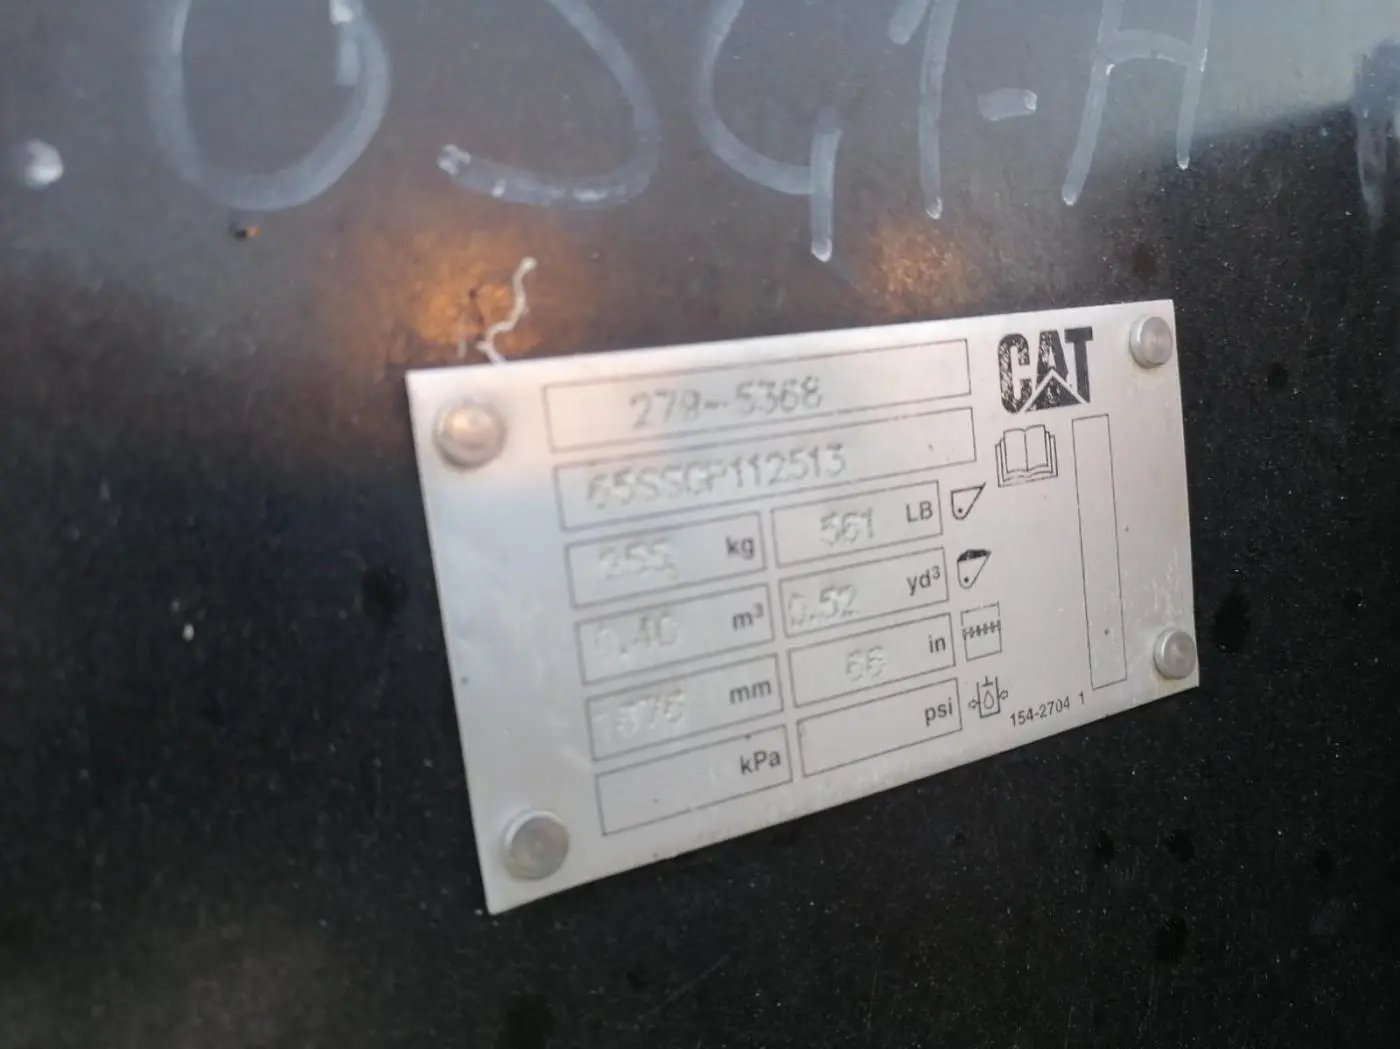 CAT
279-5368
65SSGP112513
255 kg 561 LB
0.40 m³ 0.52 yd³
1676 mm 66 in
kPa psi
154-2704 1